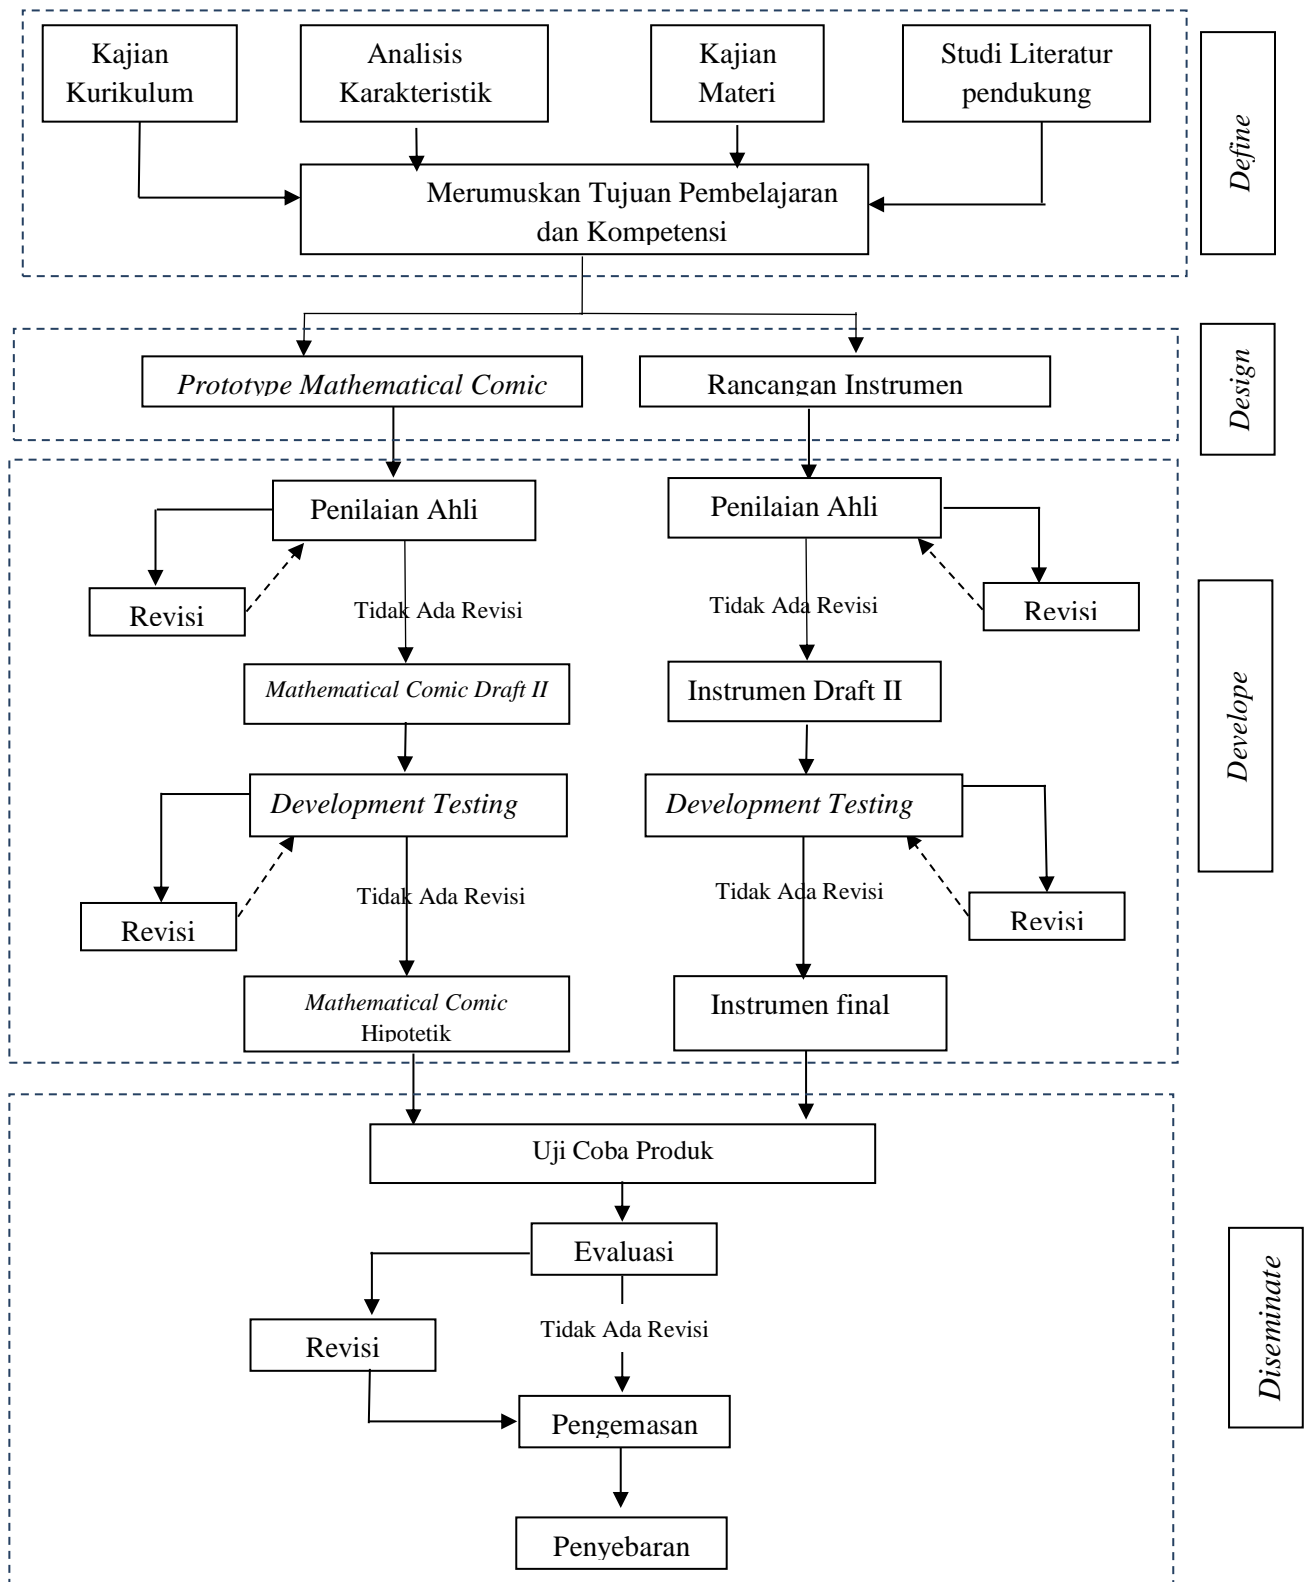 Kajian
Kurikulum
Analisis
Karakteristik
Kajian
Materi
Studi Literatur
pendukung
Define
Merumuskan Tujuan Pembelajaran
dan Kompetensi
Design
Prototype Mathematical Comic
Rancangan Instrumen
Penilaian Ahli
Penilaian Ahli
Revisi
Tidak Ada Revisi
Tidak Ada Revisi
Revisi
Develope
Mathematical Comic Draft II
Instrumen Draft II
Development Testing
Development Testing
Revisi
Tidak Ada Revisi
Tidak Ada Revisi
Revisi
Mathematical Comic
Hipotetik
Instrumen final
Uji Coba Produk
Evaluasi
Revisi
Tidak Ada Revisi
Diseminate
Pengemasan
Penyebaran